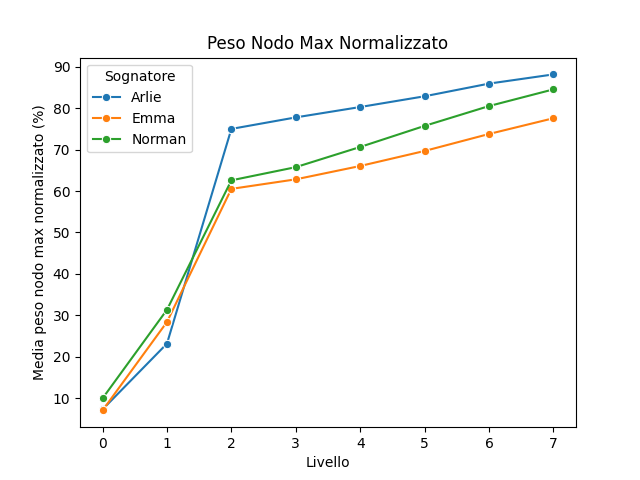 Peso Nodo Max Normalizzato
Media peso nodo max normalizzato (%)
90
80
70
60
50
40
30
20
10
Sognatore
Arlie
Emma
Norman
0 1 2 3 4 5 6 7
Livello